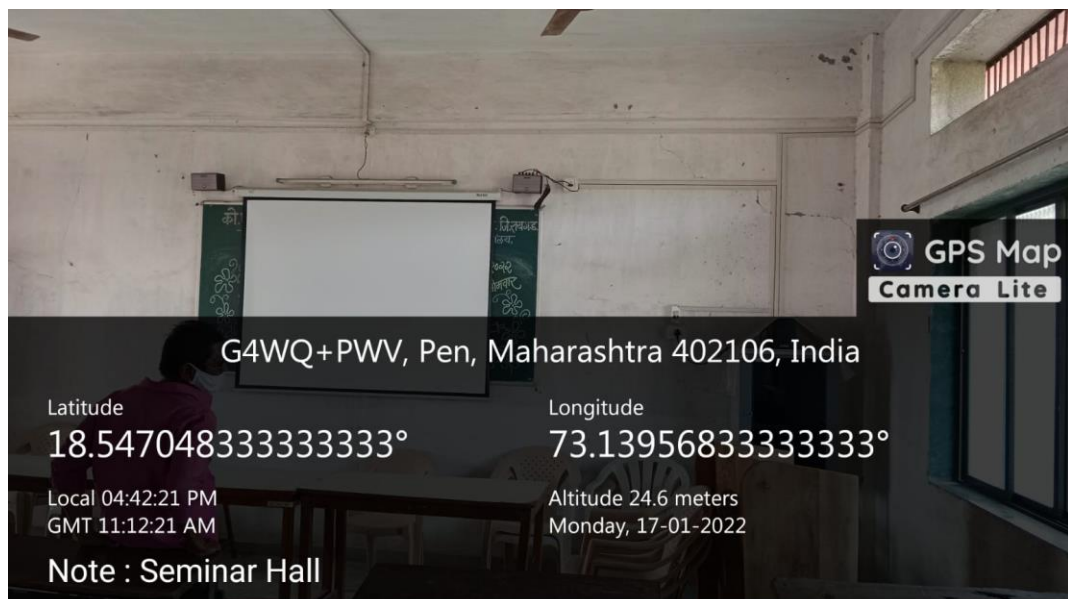 को.
GPS Map
Camera Lite
G4WQ+PWV, Pen, Maharashtra 402106, India
Latitude
18.547048333333333°
Longitude
73.13956833333333°
Local 04:42:21 PM
GMT 11:12:21 AM
Altitude 24.6 meters
Monday, 17-01-2022
Note : Seminar Hall